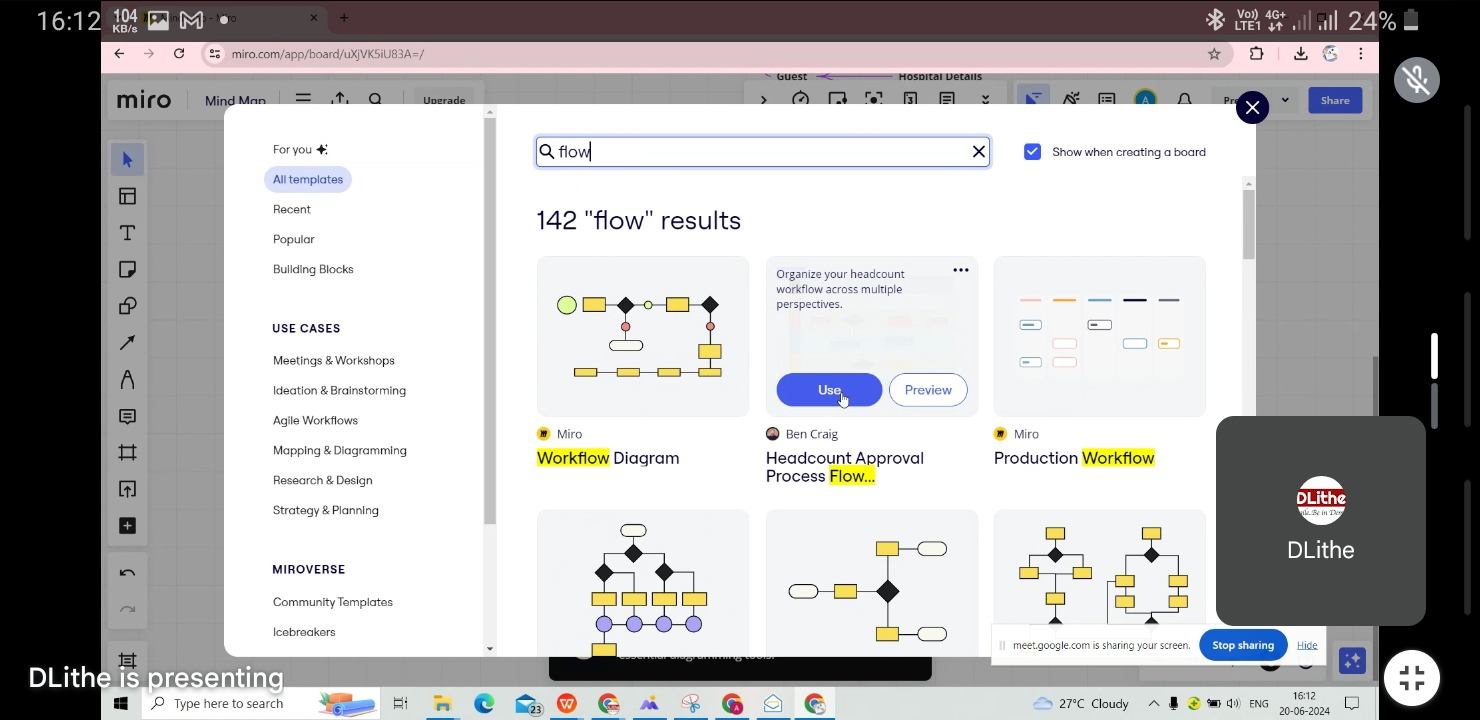 16:12 104 KB/s Vo) LTE1 4G+ 24%
miro.com/app/board/uXjVK5iU83A=/
Guest Hospital Details
miro Mind Map Upgrade Share
For you
All templates
Recent
Popular
Building Blocks
USE CASES
Meetings & Workshops
Ideation & Brainstorming
Agile Workflows
Mapping & Diagramming
Research & Design
Strategy & Planning
MIROVERSE
Community Templates
Icebreakers
flow
Show when creating a board
142 "flow" results
Organize your headcount
workflow across multiple
perspectives.
Use Preview
Miro
Workflow Diagram
Ben Craig
Headcount Approval
Process Flow...
Miro
Production Workflow
DLithe
DLithe
meet.google.com is sharing your screen. Stop sharing Hide
DLithe is presenting
Type here to search
23
27°C Cloudy ENG
16:12
20-06-2024